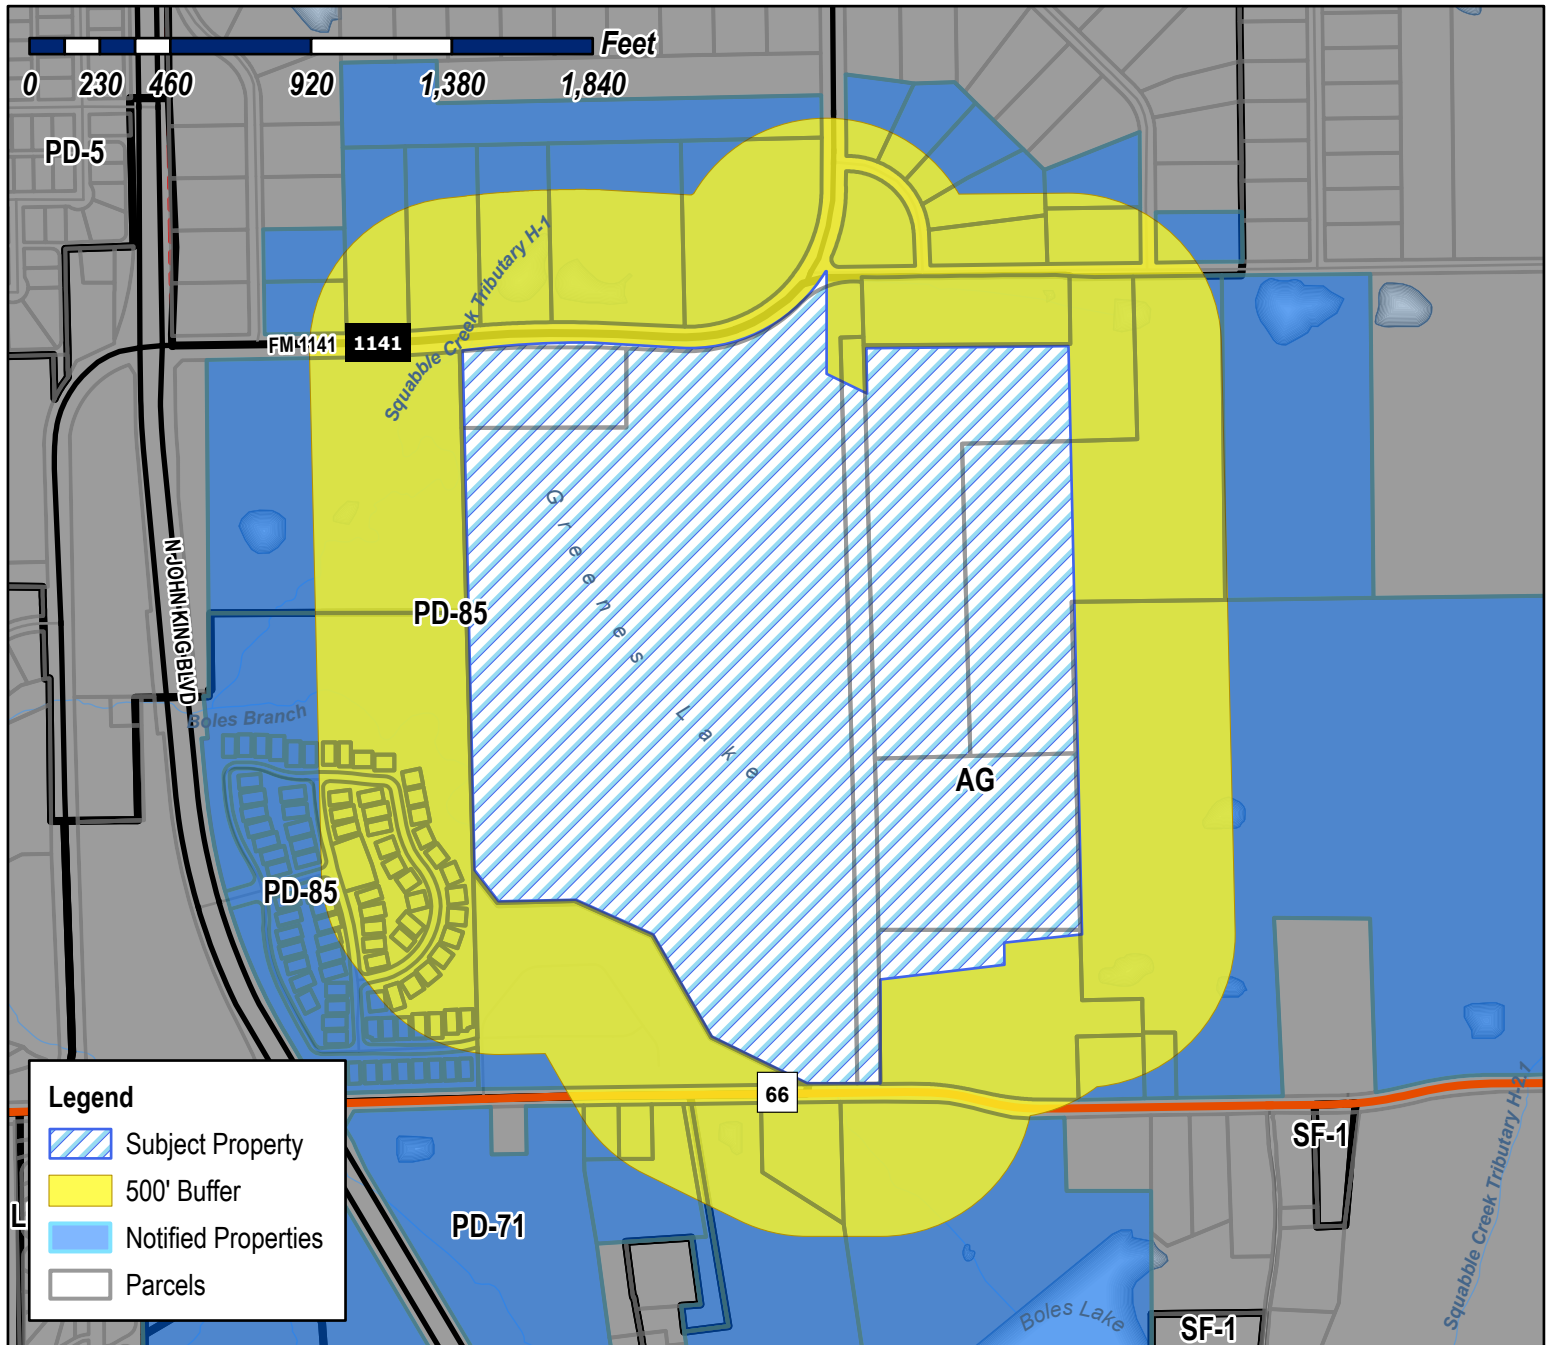 Feet
0 230 460 920 1,380 1,840
PD-5
Squabble Creek Tributary H-1
FM 1141
1141
Greenes Lake
N JOHN KING BLVD
PD-85
Boles Branch
AG
PD-85
66
Legend
Subject Property
500' Buffer
Notified Properties
Parcels
PD-71
SF-1
Squabble Creek Tributary H-2.1
Boles Lake
SF-1